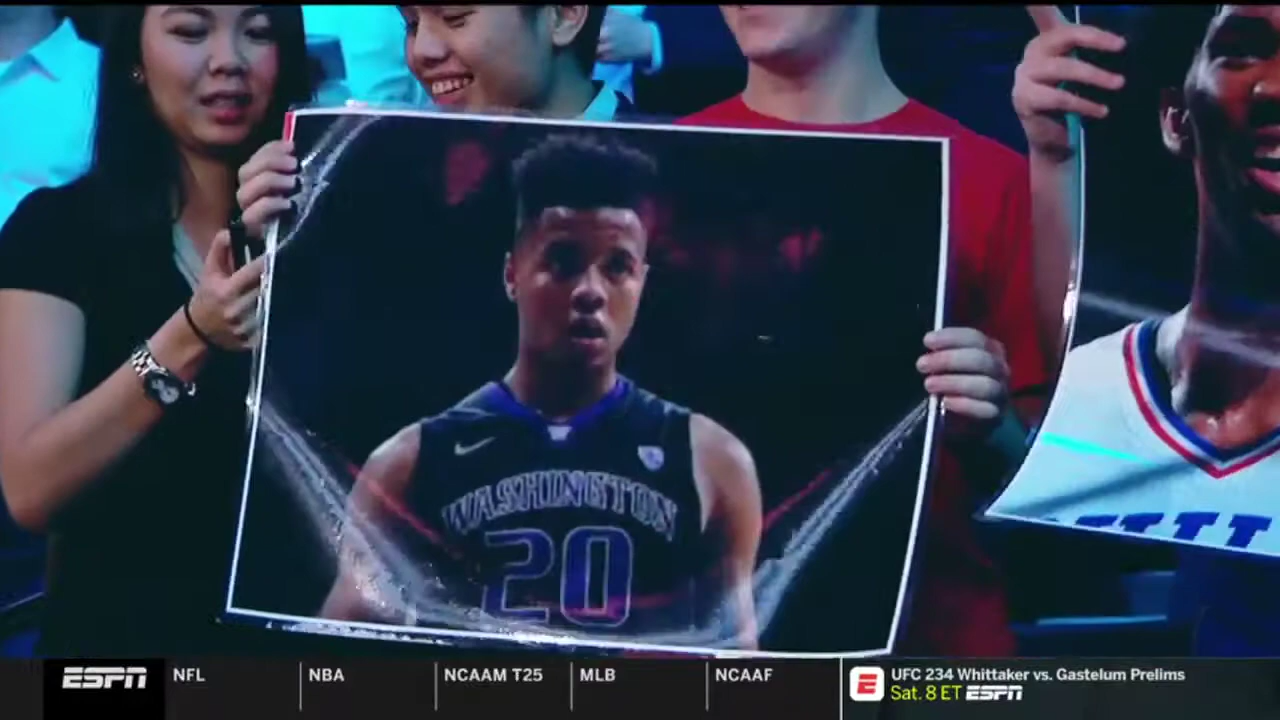 WASHINGTON
20
ESPN
NFL
NBA
NCAAM T25
MLB
NCAAF
UFC 234 Whittaker vs. Gastelum Prelims
Sat. 8 ET ESPN